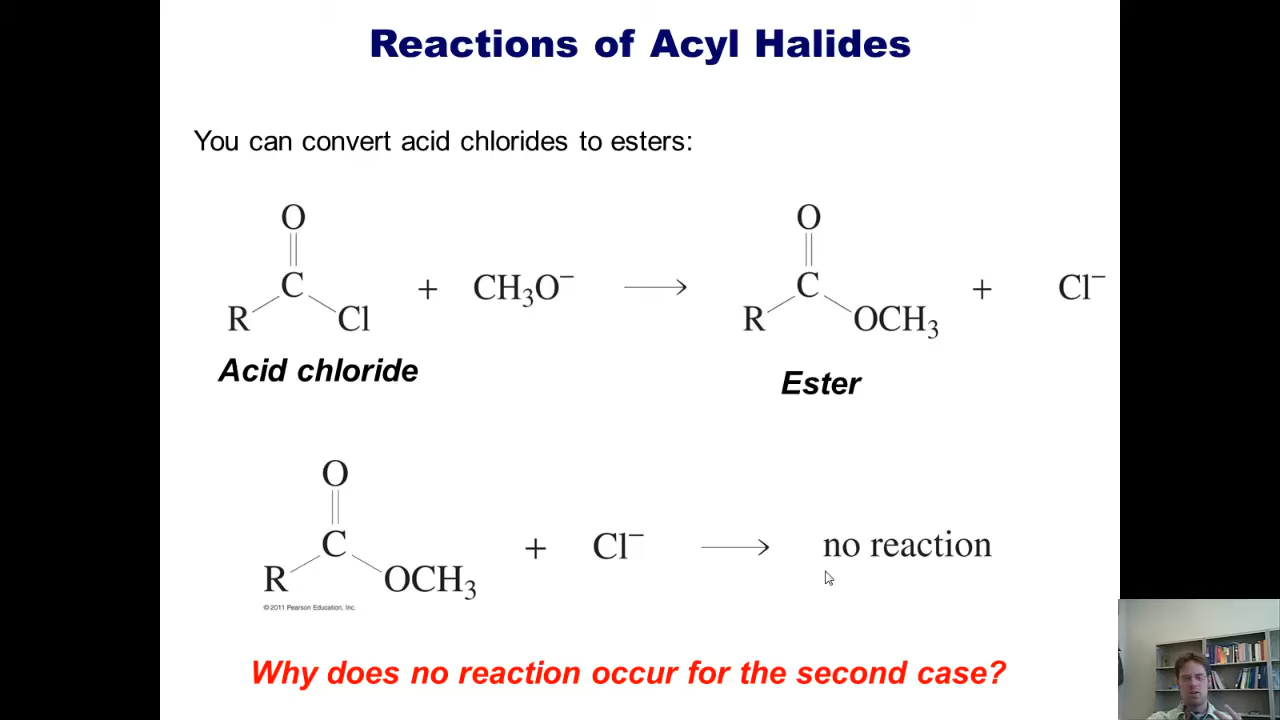 Reactions of Acyl Halides
You can convert acid chlorides to esters:
O
C + CH₃O⁻ → C + Cl⁻
R Cl R OCH₃
Acid chloride Ester
O
C + Cl⁻ → no reaction
R OCH₃
© 2011 Pearson Education, Inc.
Why does no reaction occur for the second case?